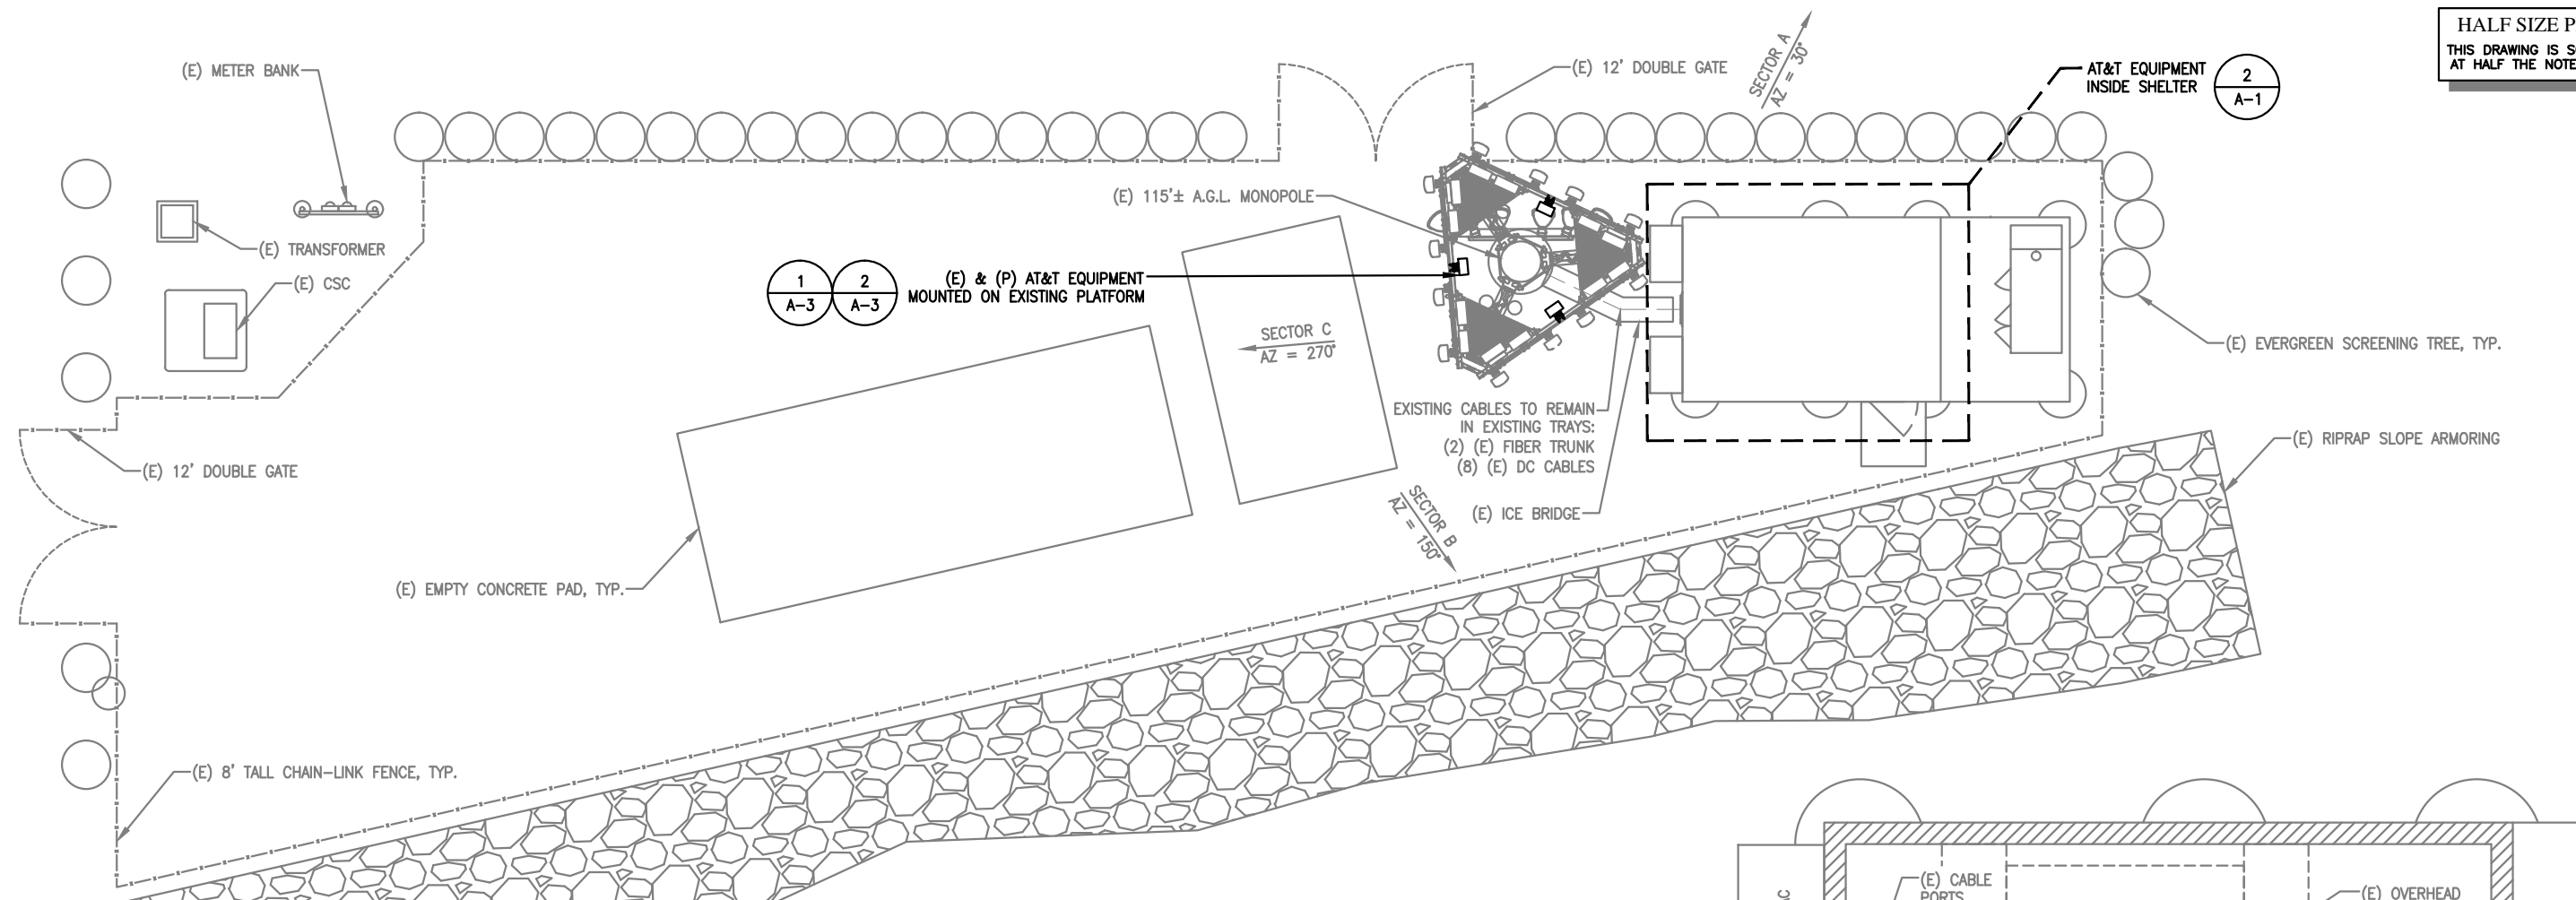 HALF SIZE P
THIS DRAWING IS S
AT HALF THE NOTE
(E) METER BANK
(E) 12' DOUBLE GATE
SECTOR A
AZ = 30°
AT&T EQUIPMENT
INSIDE SHELTER
2
A-1
(E) 115'± A.G.L. MONOPOLE
(E) TRANSFORMER
(E) CSC
1
A-3
2
A-3
(E) & (P) AT&T EQUIPMENT
MOUNTED ON EXISTING PLATFORM
SECTOR C
AZ = 270°
(E) EVERGREEN SCREENING TREE, TYP.
EXISTING CABLES TO REMAIN
IN EXISTING TRAYS:
(2) (E) FIBER TRUNK
(8) (E) DC CABLES
(E) RIPRAP SLOPE ARMORING
(E) 12' DOUBLE GATE
(E) ICE BRIDGE
SECTOR B
AZ = 150°
(E) EMPTY CONCRETE PAD, TYP.
(E) 8' TALL CHAIN-LINK FENCE, TYP.
(E) CABLE
PORTS
(E) OVERHEAD